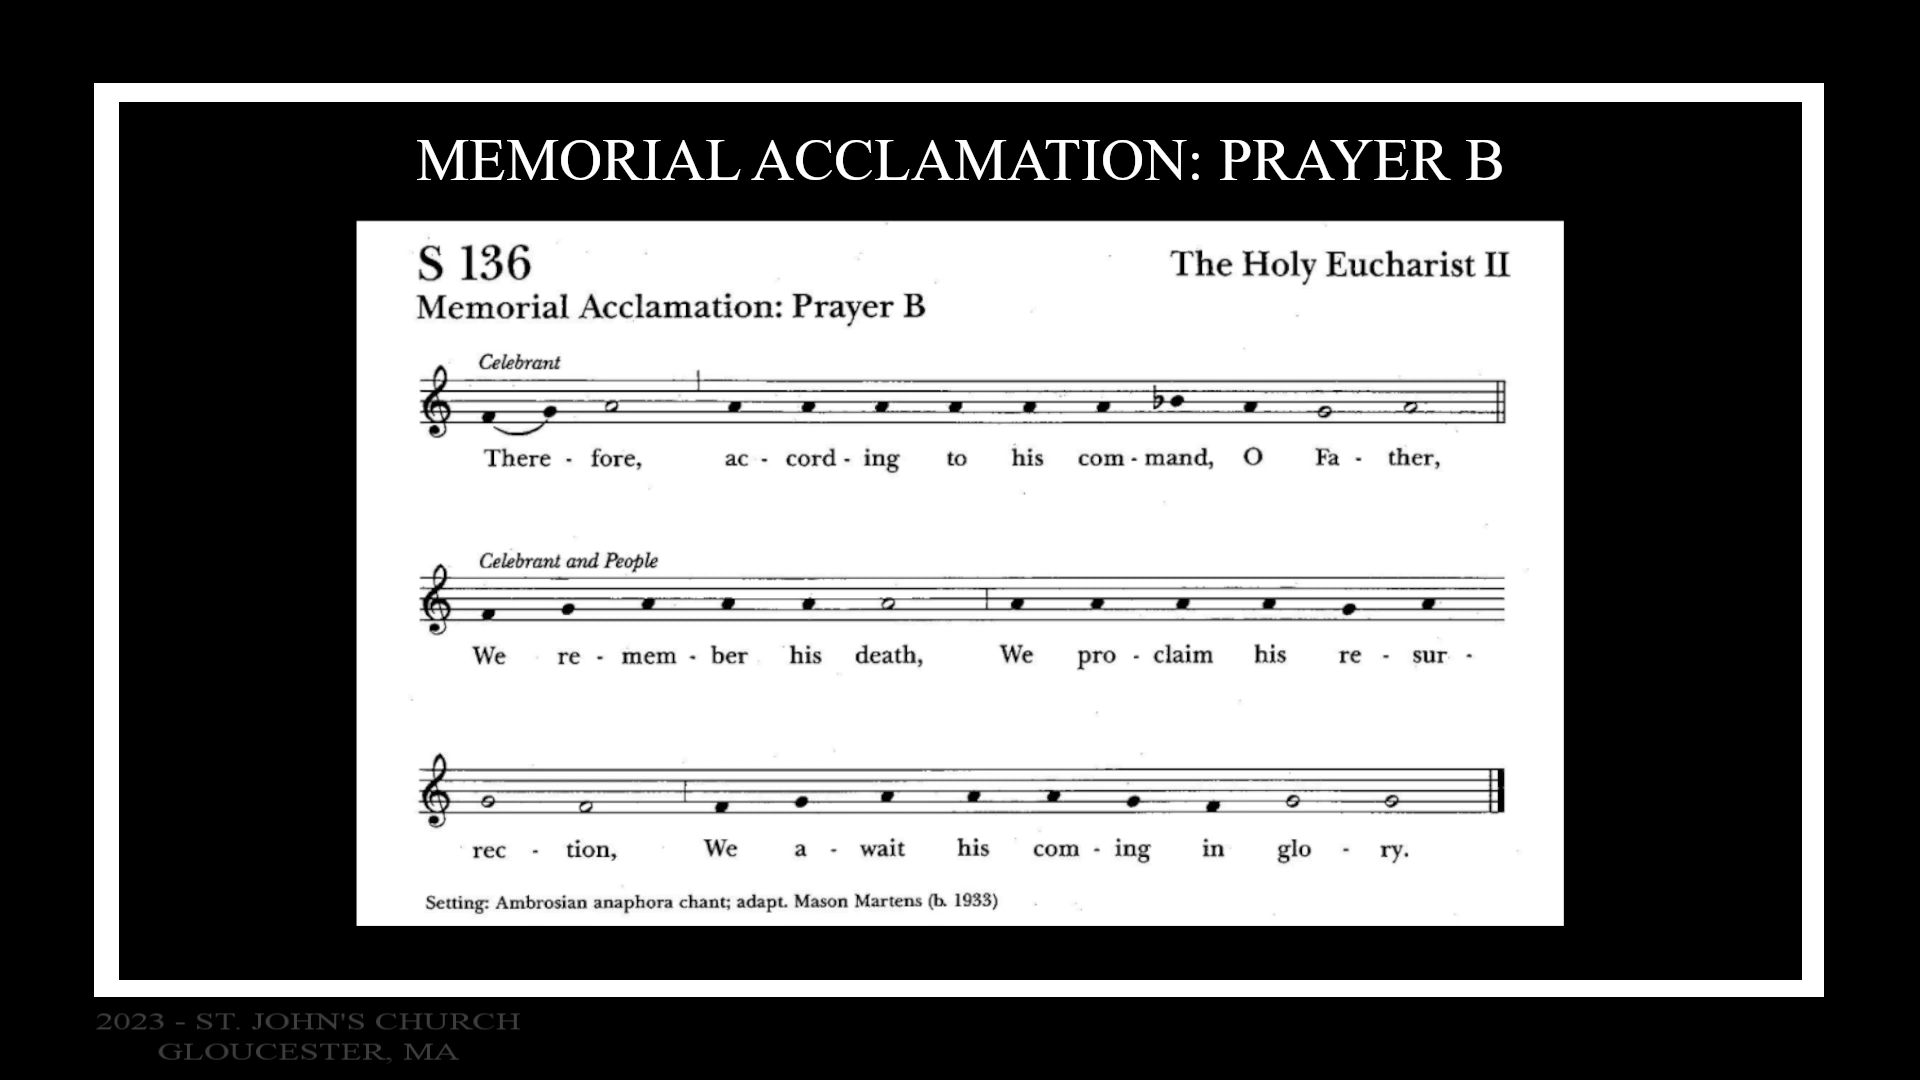 MEMORIAL ACCLAMATION: PRAYER B
S 136
The Holy Eucharist II
Memorial Acclamation: Prayer B
Celebrant
There - fore, ac - cord - ing to his com - mand, O Fa - ther,
Celebrant and People
We re - mem - ber his death, We pro - claim his re - sur -
rec - tion, We a - wait his com - ing in glo - ry.
Setting: Ambrosian anaphora chant; adapt. Mason Martens (b. 1933)
2023 - ST. JOHN'S CHURCH
GLOUCESTER, MA